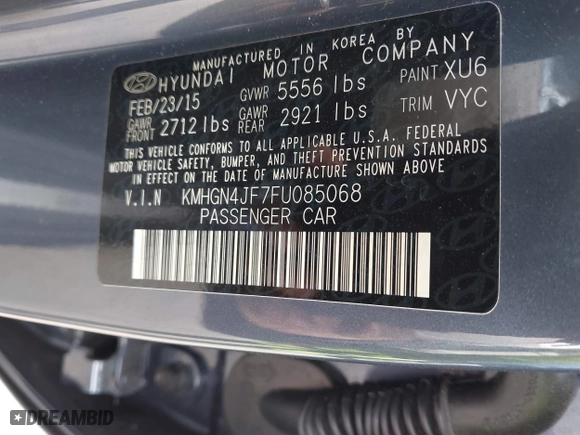 MANUFACTURED IN KOREA BY
HYUNDAI MOTOR COMPANY
FEB/23/15 GVWR 5556 lbs PAINT XU6
GAWR FRONT 2712 lbs GAWR REAR 2921 lbs TRIM VYC
THIS VEHICLE CONFORMS TO ALL APPLICABLE U.S.A. FEDERAL
MOTOR VEHICLE SAFETY, BUMPER, AND THEFT PREVENTION STANDARDS
IN EFFECT ON THE DATE OF MANUFACTURE SHOWN ABOVE.
V.I.N KMHGN4JF7FU085068
PASSENGER CAR
DREAMBID